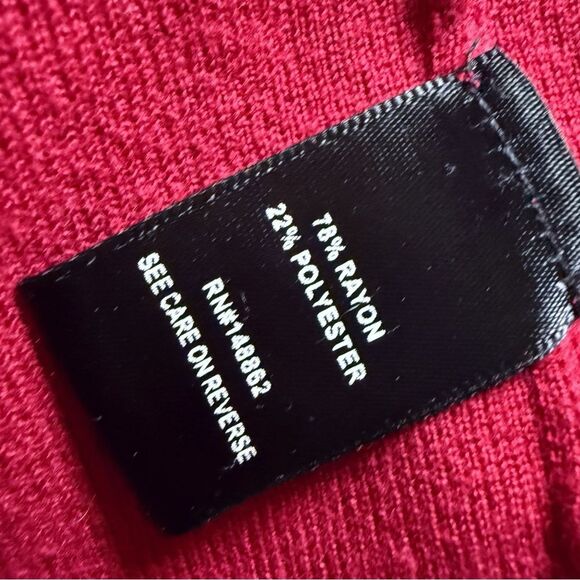 78% RAYON
22% POLYESTER
RN#148862
SEE CARE ON REVERSE